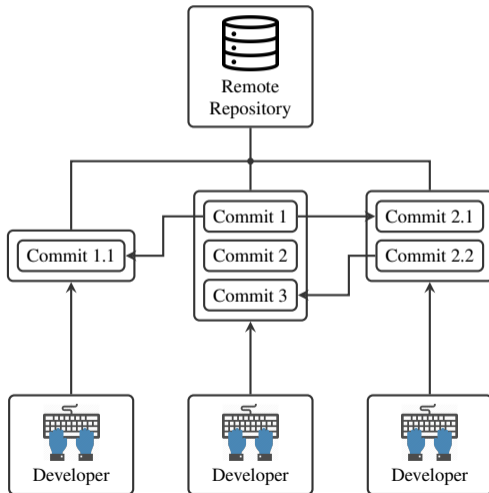 Remote
Repository
Commit 1
Commit 2.1
Commit 1.1
Commit 2
Commit 2.2
Commit 3
Developer
Developer
Developer